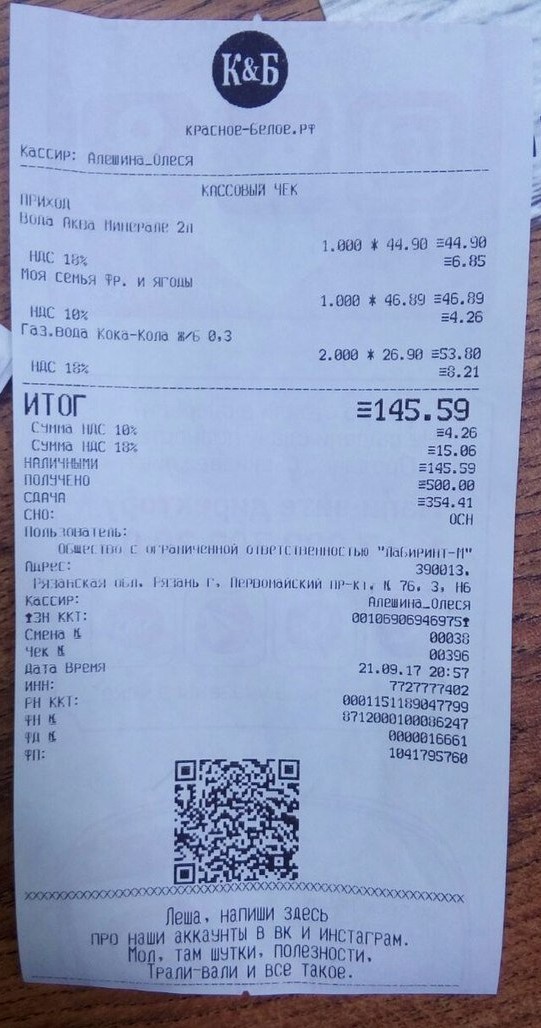 К&Б
красное-белое.рф
Кассир: Алешина_Олеся
КАССОВЫЙ ЧЕК
ПРИХОД
Вода Аква Минерале 2л
1.000 * 44.90 ≡44.90
НДС 18% ≡6.85
Моя семья фр. и ягоды
1.000 * 46.89 ≡46.89
НДС 10% ≡4.26
Газ.вода Кока-Кола ж/б 0,3
2.000 * 26.90 ≡53.80
НДС 18% ≡8.21
ИТОГ ≡145.59
Сумма НДС 10% ≡4.26
Сумма НДС 18% ≡15.06
НАЛИЧНЫМИ ≡145.59
ПОЛУЧЕНО ≡500.00
СДАЧА ≡354.41
СНО: ОСН
Пользователь:
Общество с ограниченной ответственностью "Лабиринт-М"
Адрес: 390013,
Рязанская обл, Рязань г, Первомайский пр-кт, № 76, 3, Н6
Кассир: Алешина_Олеся
↑ЗН ККТ: 00106906946975↑
Смена № 00038
Чек № 00396
Дата Время 21.09.17 20:57
ИНН: 7727777402
РН ККТ: 0001151189047799
ФН № 8712000100086247
ФД № 0000016661
ФП: 1041795760
Леша, напиши здесь
про наши аккаунты в вк и инстаграм.
Мол, там шутки, полезности,
Трали-вали и все такое.